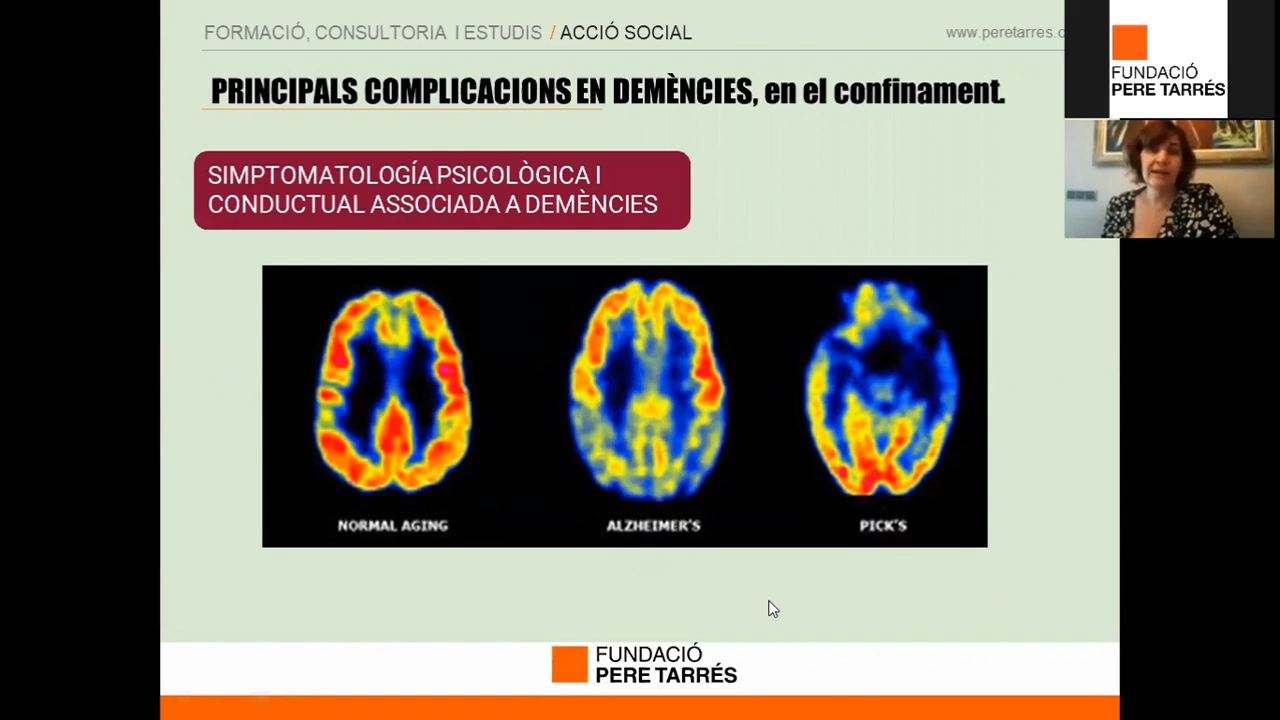 FORMACIÓ, CONSULTORIA I ESTUDIS / ACCIÓ SOCIAL
www.peretarres.o
FUNDACIÓ
PERE TARRÉS
PRINCIPALS COMPLICACIONS EN DEMÈNCIES, en el confinament.
SIMPTOMATOLOGÍA PSICOLÒGICA I
CONDUCTUAL ASSOCIADA A DEMÈNCIES
NORMAL AGING
ALZHEIMER'S
PICK'S
FUNDACIÓ
PERE TARRÉS